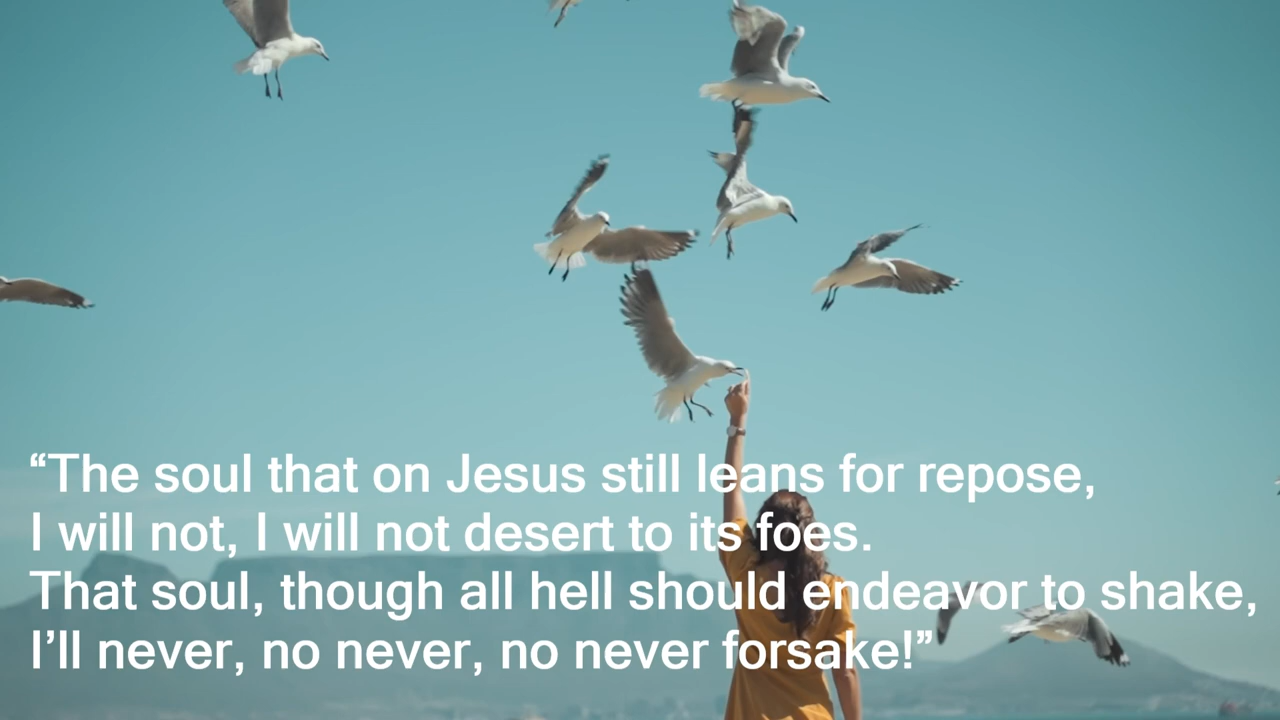 “The soul that on Jesus still leans for repose,
I will not, I will not desert to its foes.
That soul, though all hell should endeavor to shake,
I’ll never, no never, no never forsake!”